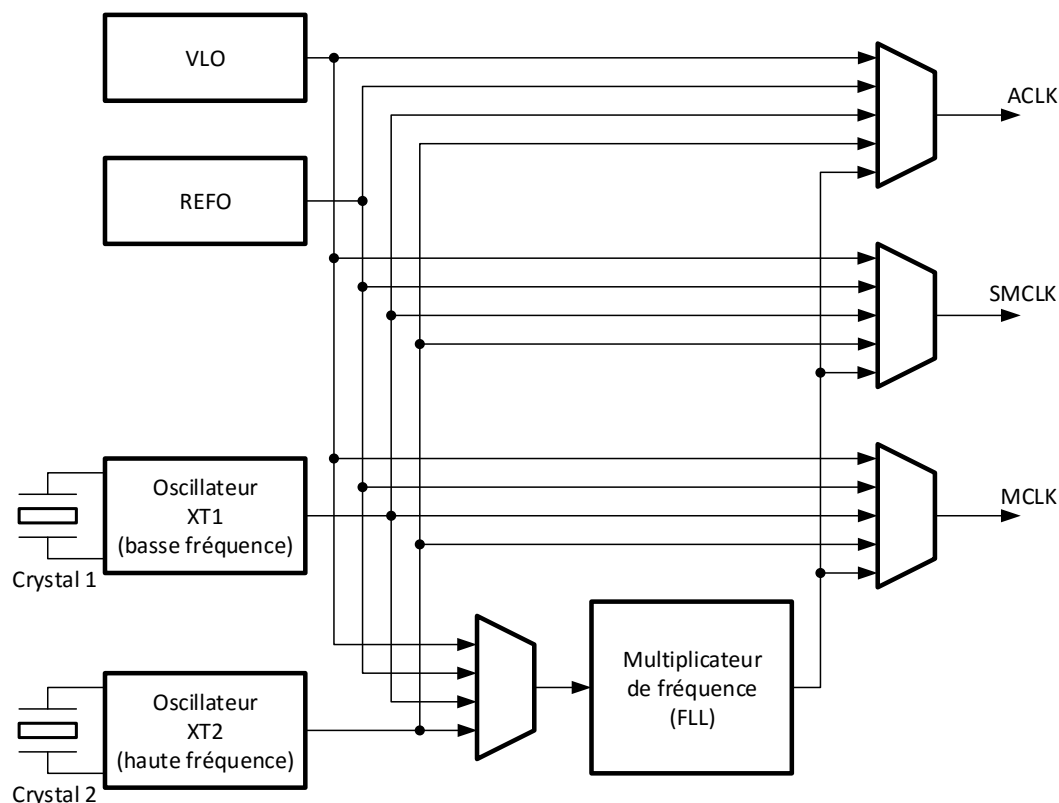 VLO
ACLK
REFO
SMCLK
Oscillateur
XT1
(basse fréquence)
Crystal 1
MCLK
Multiplicateur
de fréquence
(FLL)
Oscillateur
XT2
(haute fréquence)
Crystal 2